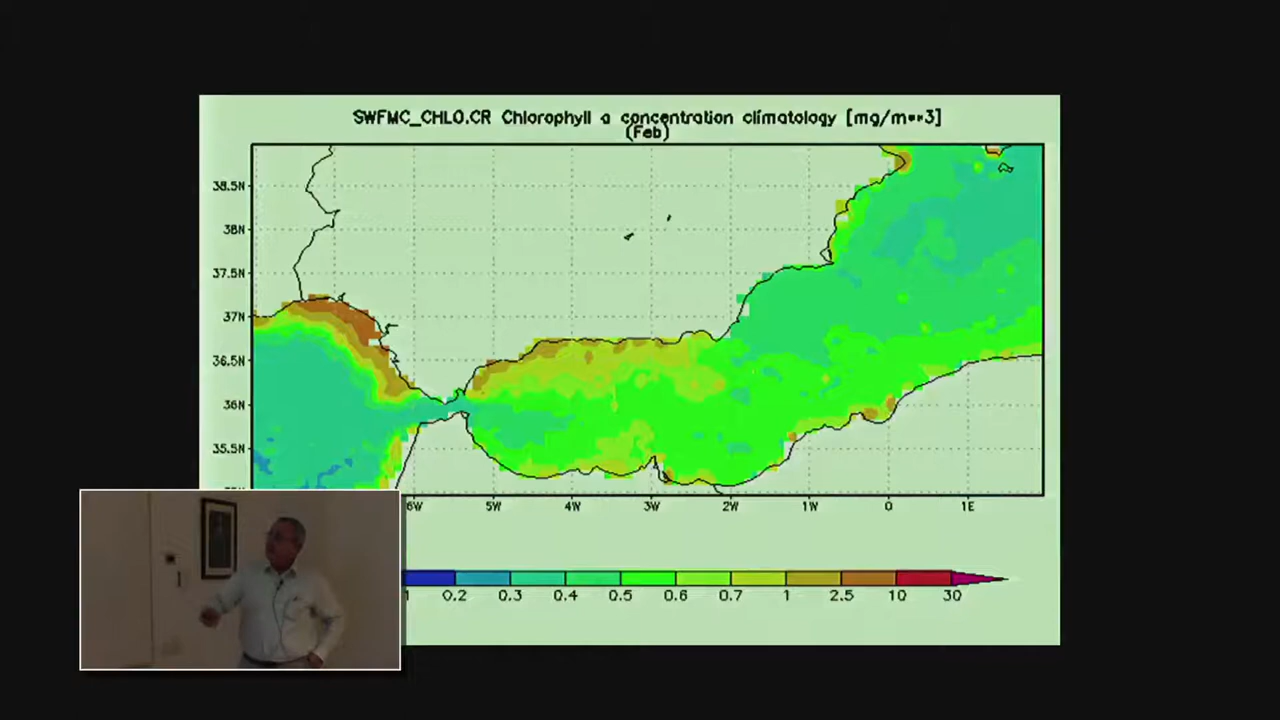 SWFMC_CHLO.CR Chlorophyll a concentration climatology [mg/m**3]
(Feb)
38.5N
38N
37.5N
37N
36.5N
36N
35.5N
6W 5W 4W 3W 2W 1W 0 1E
0.2 0.3 0.4 0.5 0.6 0.7 1 2.5 10 30